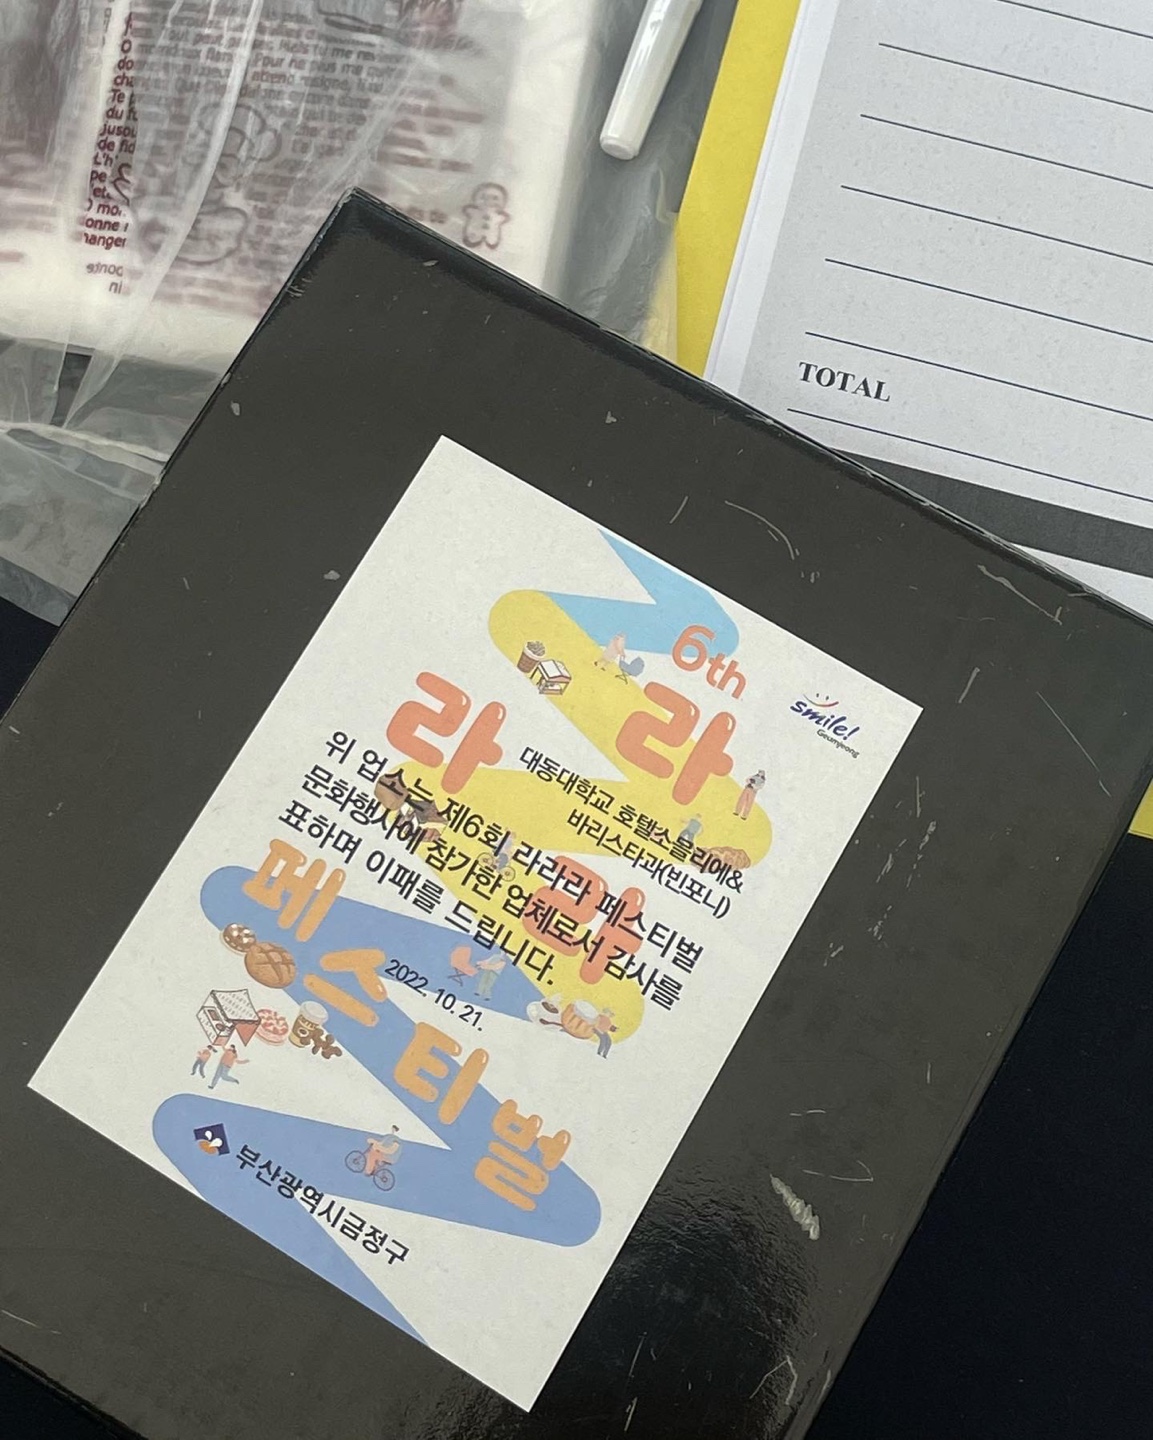 TOTAL
6th
라
라
라
페스티벌
smile!
Geumjeong
대동대학교 호텔소믈리에&
바리스타과(빈포니)
위 업소는 제6회 라라라 페스티벌
문화행사에 참가한 업체로서 감사를
표하며 이패를 드립니다.
2022. 10. 21.
부산광역시금정구